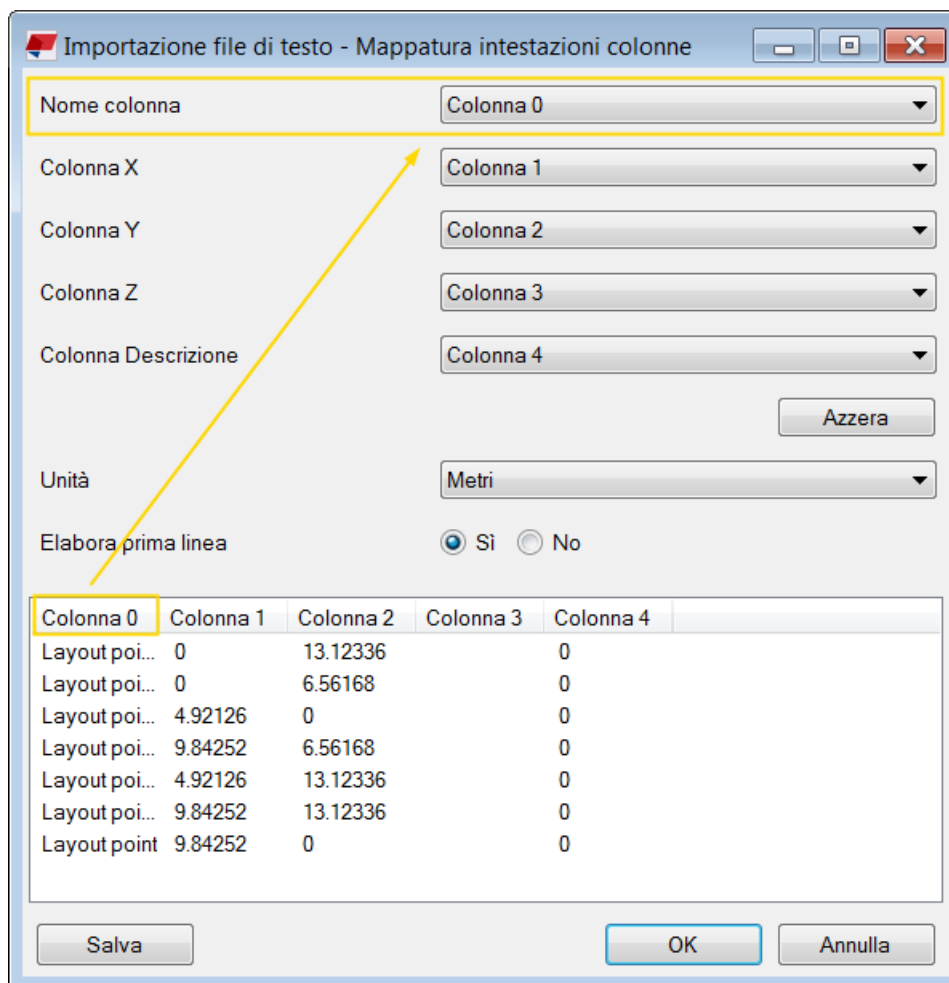 Importazione file di testo - Mappatura intestazioni colonne
Nome colonna Colonna 0
Colonna X Colonna 1
Colonna Y Colonna 2
Colonna Z Colonna 3
Colonna Descrizione Colonna 4
Azzera
Unità Metri
Elabora prima linea Sì No
Colonna 0 Colonna 1 Colonna 2 Colonna 3 Colonna 4
Layout poi... 0 13.12336 0
Layout poi... 0 6.56168 0
Layout poi... 4.92126 0 0
Layout poi... 9.84252 6.56168 0
Layout poi... 4.92126 13.12336 0
Layout poi... 9.84252 13.12336 0
Layout point 9.84252 0 0
Salva OK Annulla